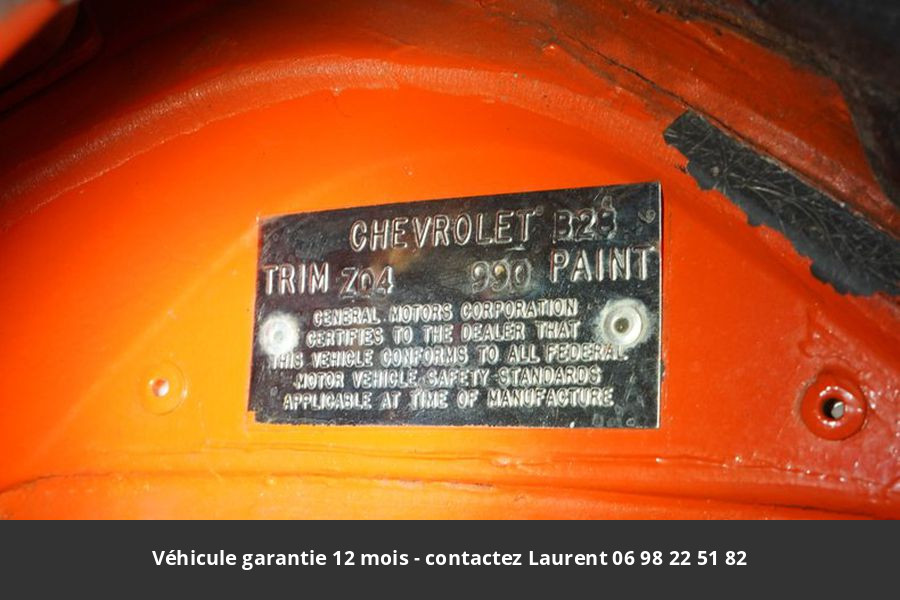 CHEVROLET B28
TRIM Z04 990 PAINT
GENERAL MOTORS CORPORATION
CERTIFIES TO THE DEALER THAT
THIS VEHICLE CONFORMS TO ALL FEDERAL
MOTOR VEHICLE SAFETY STANDARDS
APPLICABLE AT TIME OF MANUFACTURE
Véhicule garantie 12 mois - contactez Laurent 06 98 22 51 82